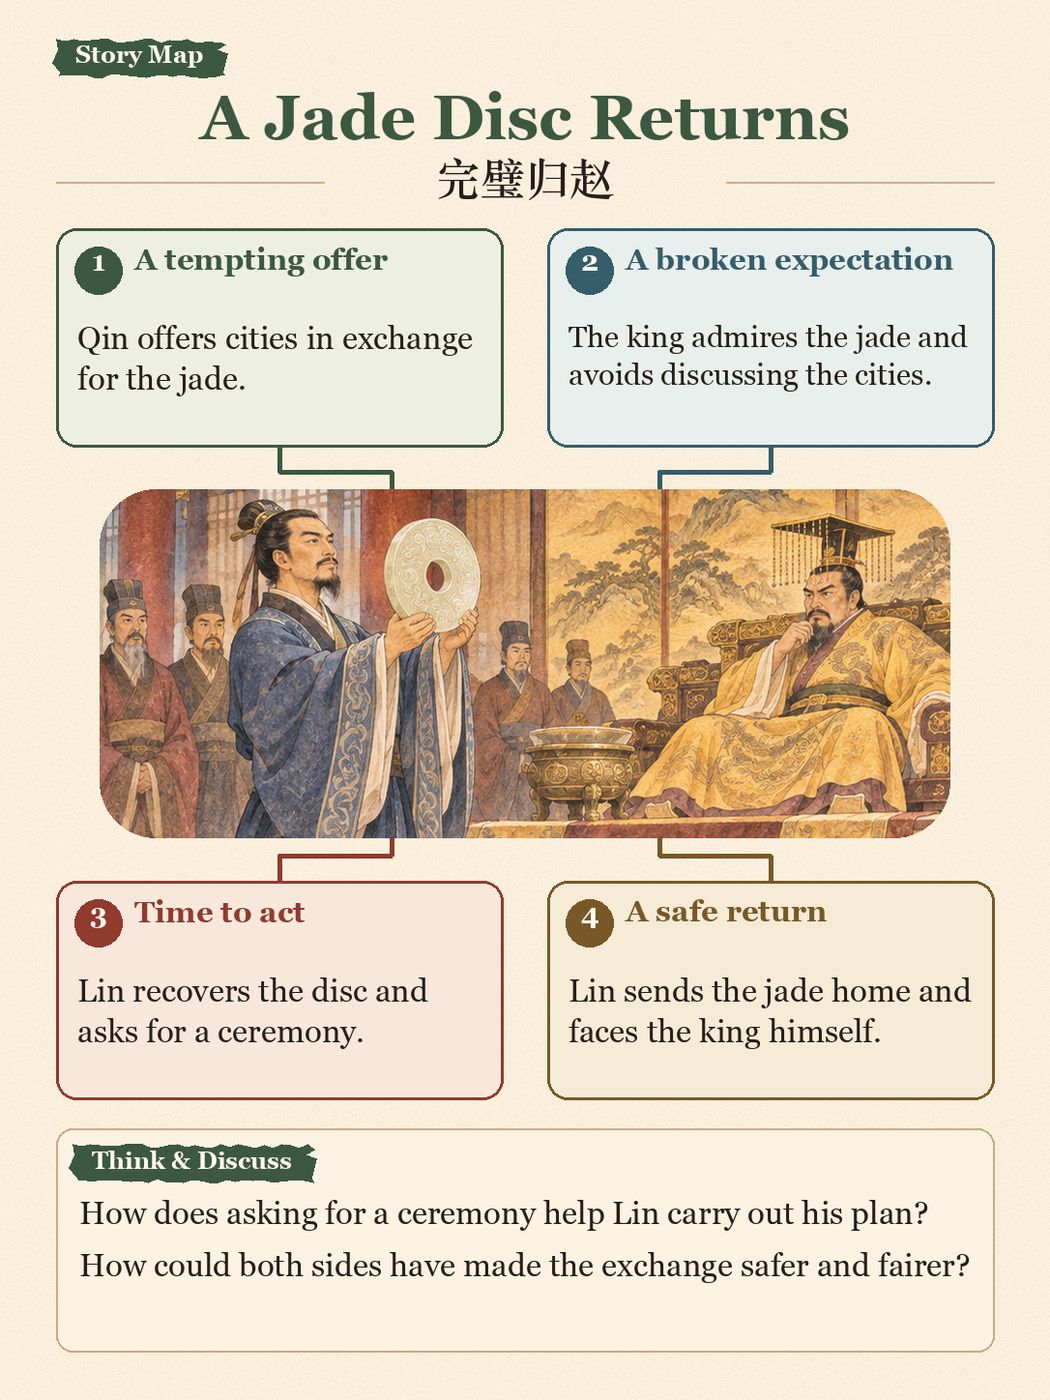 Story Map
A Jade Disc Returns
完璧归赵
1 A tempting offer
Qin offers cities in exchange
for the jade.
2 A broken expectation
The king admires the jade and
avoids discussing the cities.
3 Time to act
Lin recovers the disc and
asks for a ceremony.
4 A safe return
Lin sends the jade home and
faces the king himself.
Think & Discuss
How does asking for a ceremony help Lin carry out his plan?
How could both sides have made the exchange safer and fairer?